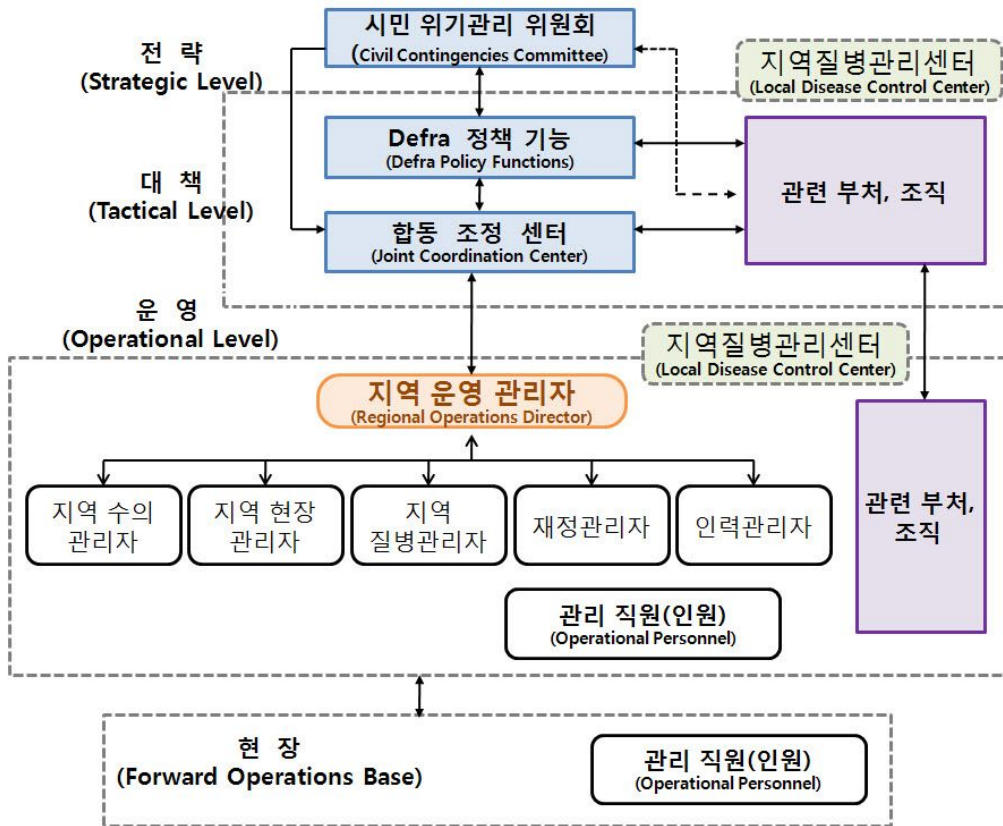 시민 위기관리 위원회
(Civil Contingencies Committee)
전 략
(Strategic Level)
지역질병관리센터
(Local Disease Control Center)
Defra 정책 기능
(Defra Policy Functions)
대 책
(Tactical Level)
관련 부처, 조직
합동 조정 센터
(Joint Coordination Center)
운 영
(Operational Level)
지역질병관리센터
(Local Disease Control Center)
지역 운영 관리자
(Regional Operations Director)
지역 수의
관리자
지역 현장
관리자
지역
질병관리자
재정관리자
인력관리자
관련 부처,
조직
관리 직원(인원)
(Operational Personnel)
현 장
(Forward Operations Base)
관리 직원(인원)
(Operational Personnel)